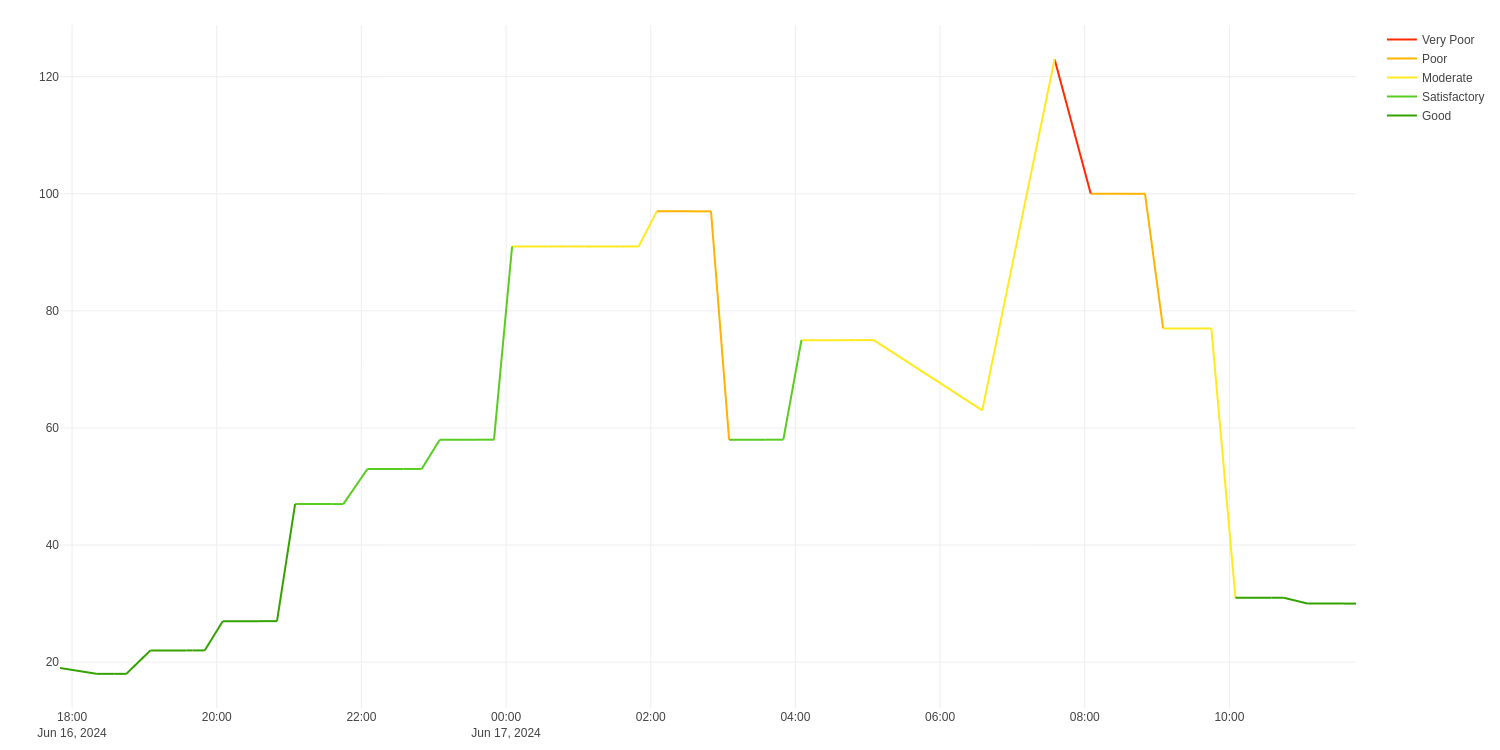 120
100
80
60
40
20
18:00
Jun 16, 2024
20:00
22:00
00:00
Jun 17, 2024
02:00
04:00
06:00
08:00
10:00
Very Poor
Poor
Moderate
Satisfactory
Good